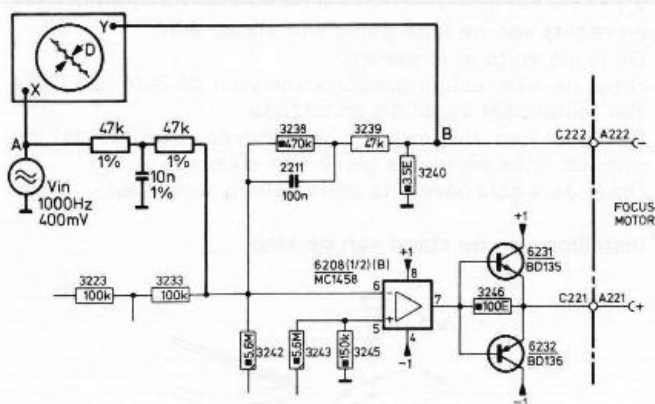 Y
D
X
A
47k
1%
47k
1%
10n
1%
Vin
1000Hz
400mV
3238
470k
3239
47k
B
2211
100n
3,5E
3240
C222
A222
FOCUS
MOTOR
3223
100k
3233
100k
6208(1/2)(B)
MC1458
+1
8
6
-
7
+
5
4
-1
5,6M
3242
5,6M
3243
150k
3245
+1
6231
BD135
3246
100E
C221
A221
C+
6232
BD136
-1
C-